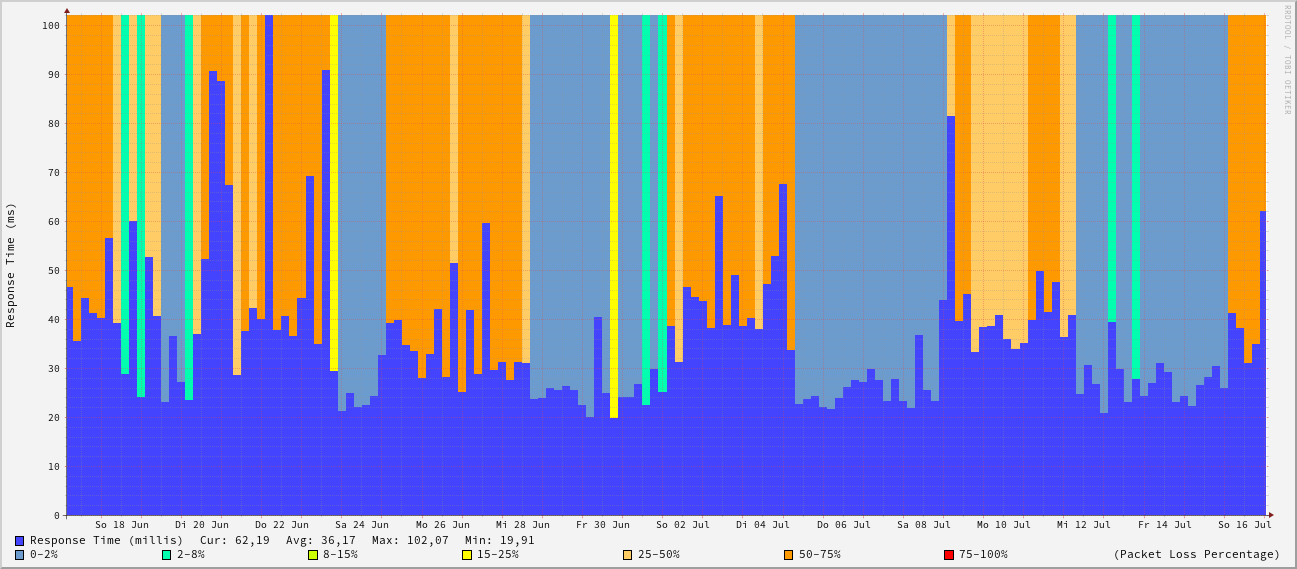 RRDTOOL / TOBI OETIKER
Response Time (ms)
100
90
80
70
60
50
40
30
20
10
0
So 18 Jun Di 20 Jun Do 22 Jun Sa 24 Jun Mo 26 Jun Mi 28 Jun Fr 30 Jun So 02 Jul Di 04 Jul Do 06 Jul Sa 08 Jul Mo 10 Jul Mi 12 Jul Fr 14 Jul So 16 Jul
Response Time (millis) Cur: 62,19 Avg: 36,17 Max: 102,07 Min: 19,91
0-2% 2-8% 8-15% 15-25% 25-50% 50-75% 75-100% (Packet Loss Percentage)